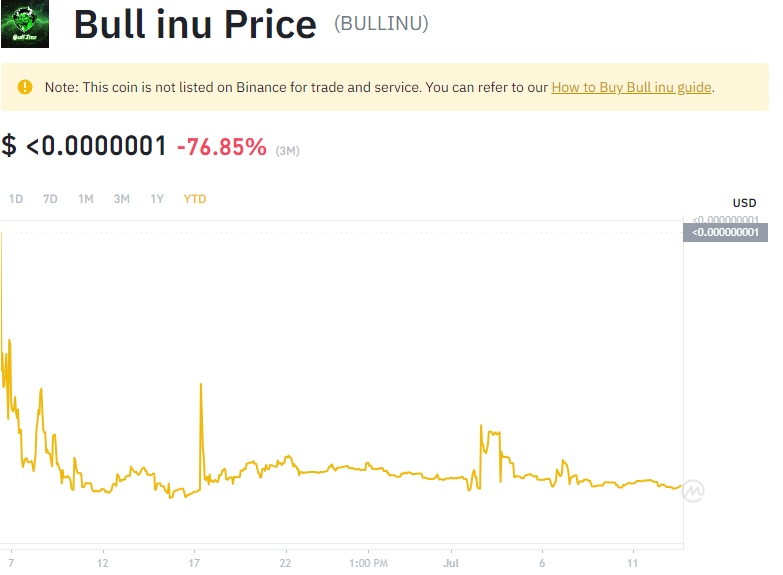 Bull Inu
Bull inu Price (BULLINU)
Note: This coin is not listed on Binance for trade and service. You can refer to our How to Buy Bull inu guide.
$ <0.0000001 -76.85% (3M)
1D 7D 1M 3M 1Y YTD
USD
<0.000000001
<0.000000001
7 12 17 22 1:00 PM Jul 6 11